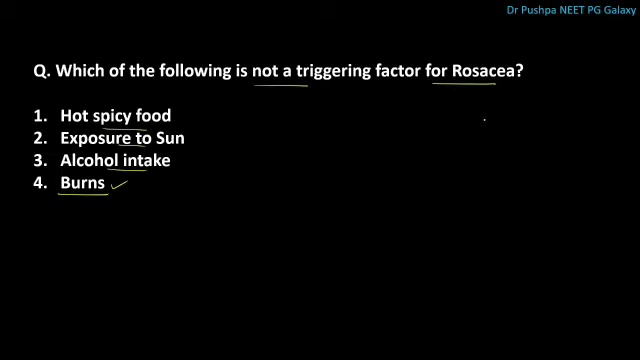 Dr Pushpa NEET PG Galaxy
Q. Which of the following is not a triggering factor for Rosacea?
1. Hot spicy food
2. Exposure to Sun
3. Alcohol intake
4. Burns